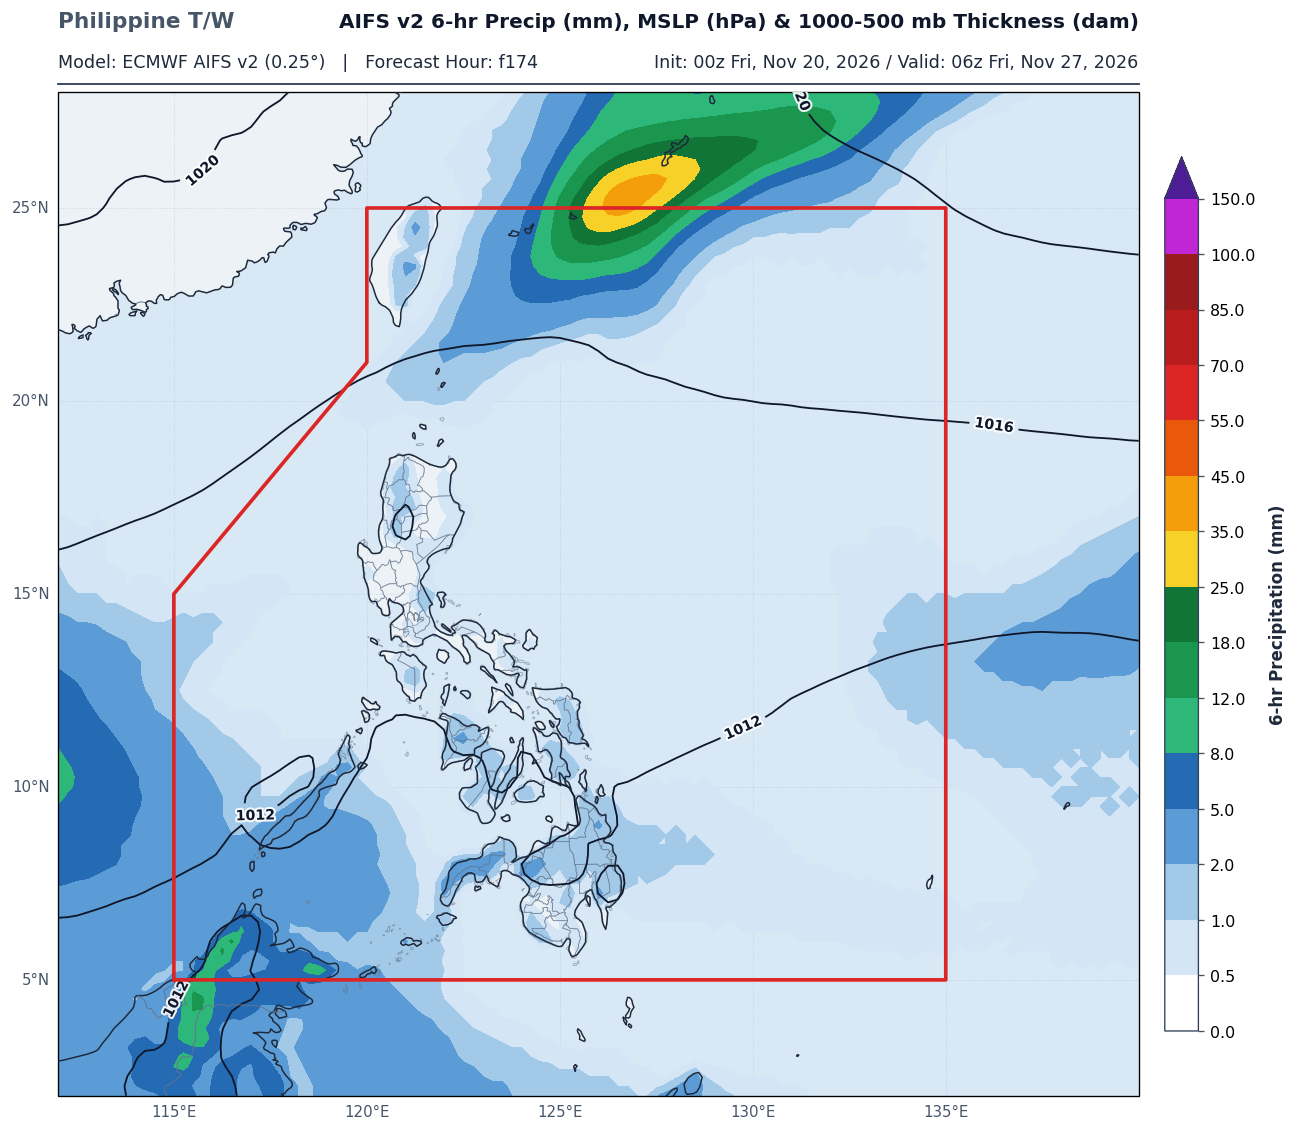 Philippine T/W
AIFS v2 6-hr Precip (mm), MSLP (hPa) & 1000-500 mb Thickness (dam)
Model: ECMWF AIFS v2 (0.25°)   |   Forecast Hour: f174
Init: 00z Fri, Nov 20, 2026 / Valid: 06z Fri, Nov 27, 2026
20
1020
1016
1012
1012
1012
25°N
20°N
15°N
10°N
5°N
115°E
120°E
125°E
130°E
135°E
150.0
100.0
85.0
70.0
55.0
45.0
35.0
25.0
18.0
12.0
8.0
5.0
2.0
1.0
0.5
0.0
6-hr Precipitation (mm)